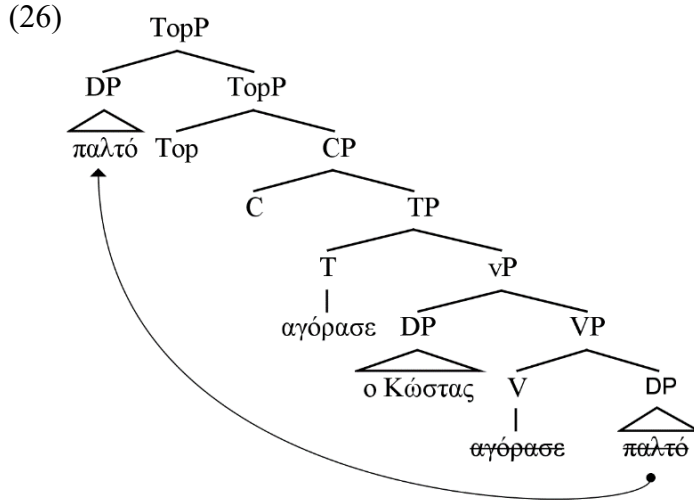 (26)
TopP
DP TopP
παλτό Top CP
C TP
T vP
αγόρασε DP VP
ο Κώστας V DP
αγόρασε παλτό